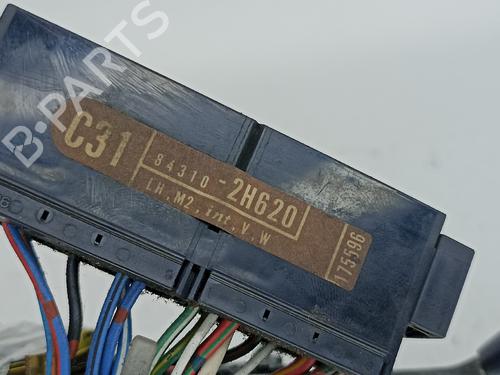 B-PARTS
C31
84310-2H620
LH, M2, int, V, W
175596